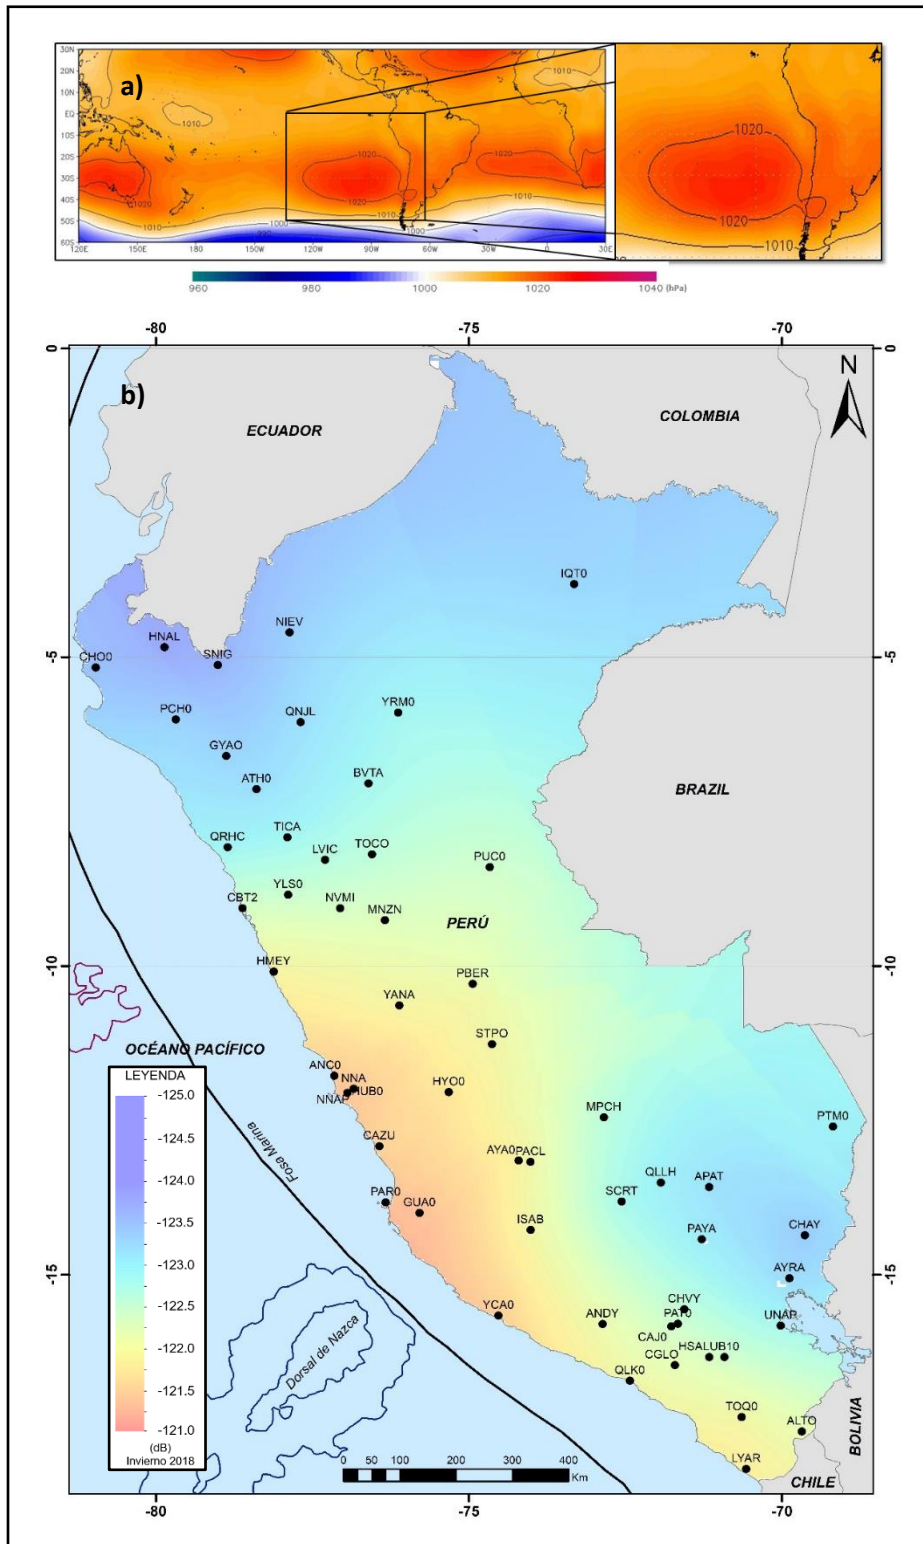 a)
30N
20N
10N
EQ
10S
20S
30S
40S
50S
60S
120E
150E
180
150W
120W
90W
60W
30W
0
30E
1010
1010
1010
1020
1020
1020
1020
1010
1000
1000
1020
1020
1010
960
980
1000
1020
1040 (hPa)
b)
-80
-75
-70
0
0
N
ECUADOR
COLOMBIA
IQT0
NIEV
HNAL
SNIG
CHO0
-5
-5
PCH0
QNJL
YRM0
GYAO
ATH0
BVTA
QRHC
TICA
LVIC
TOCO
PUC0
BRAZIL
CBT2
YLS0
NVMI
MNZN
PERÚ
-10
-10
HMEY
PBER
YANA
STPO
OCÉANO PACÍFICO
ANC0
NNA
HUB0
NNAP
HYO0
MPCH
PTM0
CAZU
AYA0
PACL
QLLH
APAT
SCRT
PAR0
GUA0
ISAB
PAYA
CHAY
-15
-15
AYRA
YCA0
ANDY
CHVY
PAT0
UNAP
CAJ0
HSALUB10
CGLO
QLK0
TOQ0
ALTO
LYAR
BOLIVIA
CHILE
Fosa Marina
Dorsal de Nazca
LEYENDA
-125.0
-124.5
-124.0
-123.5
-123.0
-122.5
-122.0
-121.5
-121.0
(dB)
Invierno 2018
0 50 100 200 300 400
Km
-80
-75
-70